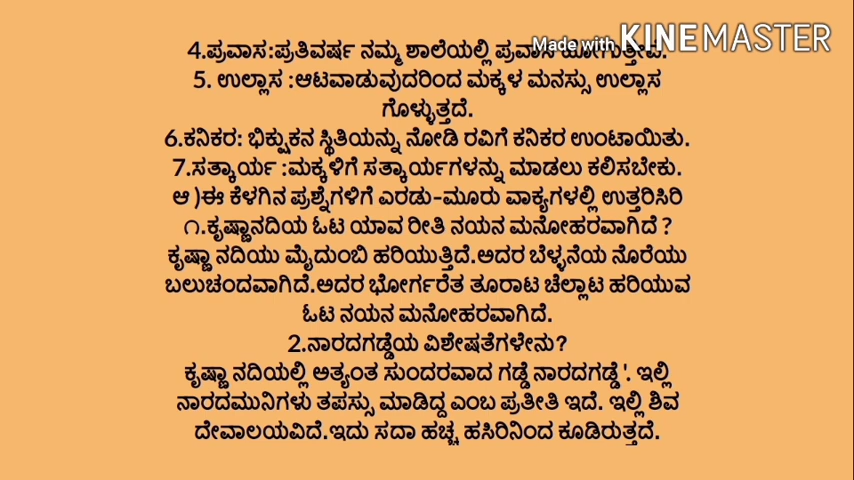 4.ಪ್ರವಾಸ:ಪ್ರತಿವರ್ಷ ನಮ್ಮ ಶಾಲೆಯಲ್ಲಿ ಪ್ರವಾಸ
Made with KINEMASTER
5. ಉಲ್ಲಾಸ :ಆಟವಾಡುವುದರಿಂದ ಮಕ್ಕಳ ಮನಸ್ಸು ಉಲ್ಲಾಸ
ಗೊಳ್ಳುತ್ತದೆ.
6.ಕನಿಕರ: ಭಿಕ್ಷುಕನ ಸ್ಥಿತಿಯನ್ನು ನೋಡಿ ರವಿಗೆ ಕನಿಕರ ಉಂಟಾಯಿತು.
7.ಸತ್ಕಾರ್ಯ :ಮಕ್ಕಳಿಗೆ ಸತ್ಕಾರ್ಯಗಳನ್ನು ಮಾಡಲು ಕಲಿಸಬೇಕು.
ಆ )ಈ ಕೆಳಗಿನ ಪ್ರಶ್ನೆಗಳಿಗೆ ಎರಡು-ಮೂರು ವಾಕ್ಯಗಳಲ್ಲಿ ಉತ್ತರಿಸಿರಿ
೧.ಕೃಷ್ಣಾನದಿಯ ಓಟ ಯಾವ ರೀತಿ ನಯನ ಮನೋಹರವಾಗಿದೆ ?
ಕೃಷ್ಣಾ ನದಿಯು ಮೈದುಂಬಿ ಹರಿಯುತ್ತಿದೆ.ಅದರ ಬೆಳ್ಳನೆಯ ನೊರೆಯು
ಬಲುಚಂದವಾಗಿದೆ.ಅದರ ಭೋರ್ಗರೆತ ತೂರಾಟ ಚೆಲ್ಲಾಟ ಹರಿಯುವ
ಓಟ ನಯನ ಮನೋಹರವಾಗಿದೆ.
2.ನಾರದಗಡ್ಡೆಯ ವಿಶೇಷತೆಗಳೇನು?
ಕೃಷ್ಣಾ ನದಿಯಲ್ಲಿ ಅತ್ಯಂತ ಸುಂದರವಾದ ಗಡ್ಡೆ ನಾರದಗಡ್ಡೆ '. ಇಲ್ಲಿ
ನಾರದಮುನಿಗಳು ತಪಸ್ಸು ಮಾಡಿದ್ದ ಎಂಬ ಪ್ರತೀತಿ ಇದೆ. ಇಲ್ಲಿ ಶಿವ
ದೇವಾಲಯವಿದೆ.ಇದು ಸದಾ ಹಚ್ಚ ಹಸಿರಿನಿಂದ ಕೂಡಿರುತ್ತದೆ.